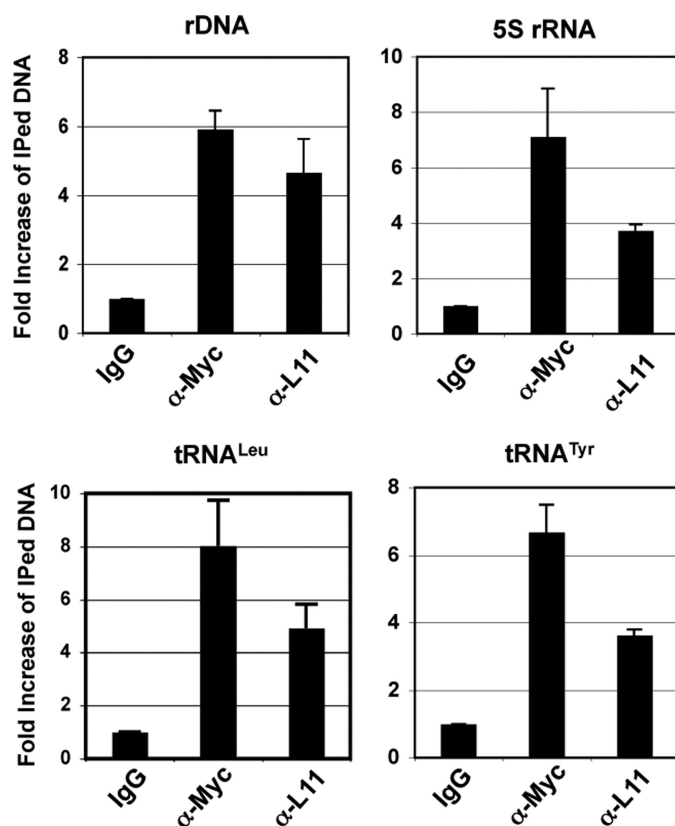 rDNA
Fold Increase of IPed DNA
8
6
4
2
0
IgG
α-Myc
α-L11
5S rRNA
10
8
6
4
2
0
IgG
α-Myc
α-L11
tRNALeu
Fold Increase of IPed DNA
10
8
6
4
2
0
IgG
α-Myc
α-L11
tRNATyr
8
6
4
2
0
IgG
α-Myc
α-L11